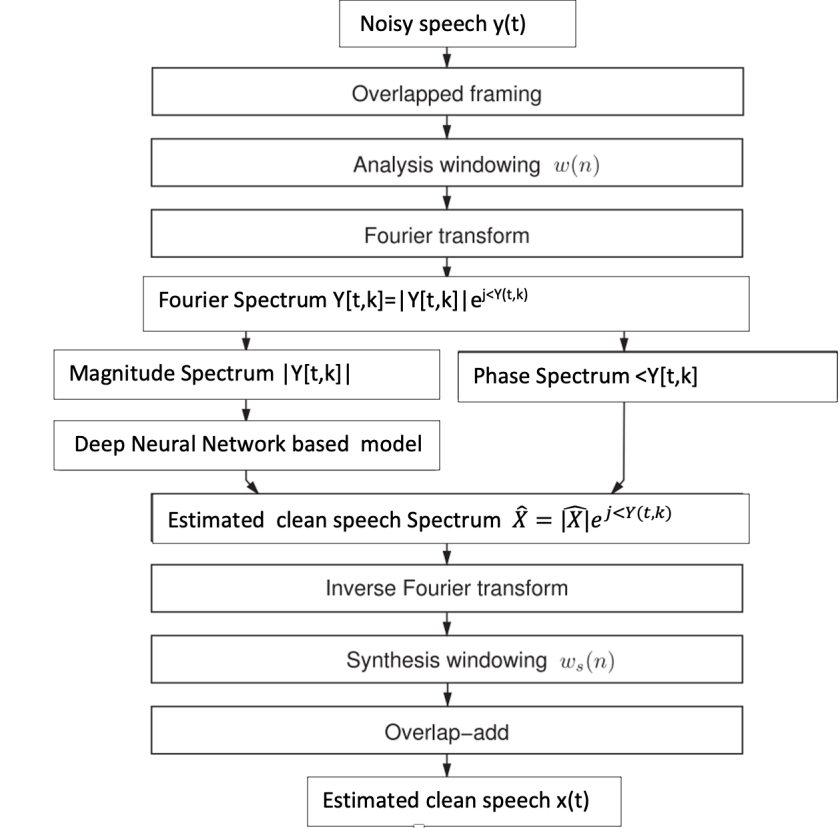 Noisy speech y(t)
Overlapped framing
Analysis windowing w(n)
Fourier transform
Fourier Spectrum Y[t,k]=|Y[t,k]|e^{j<Y(t,k)}
Magnitude Spectrum |Y[t,k]|
Phase Spectrum <Y[t,k]
Deep Neural Network based model
Estimated clean speech Spectrum X̂ = |X̂|e^{j<Y(t,k)}
Inverse Fourier transform
Synthesis windowing w_s(n)
Overlap–add
Estimated clean speech x(t)